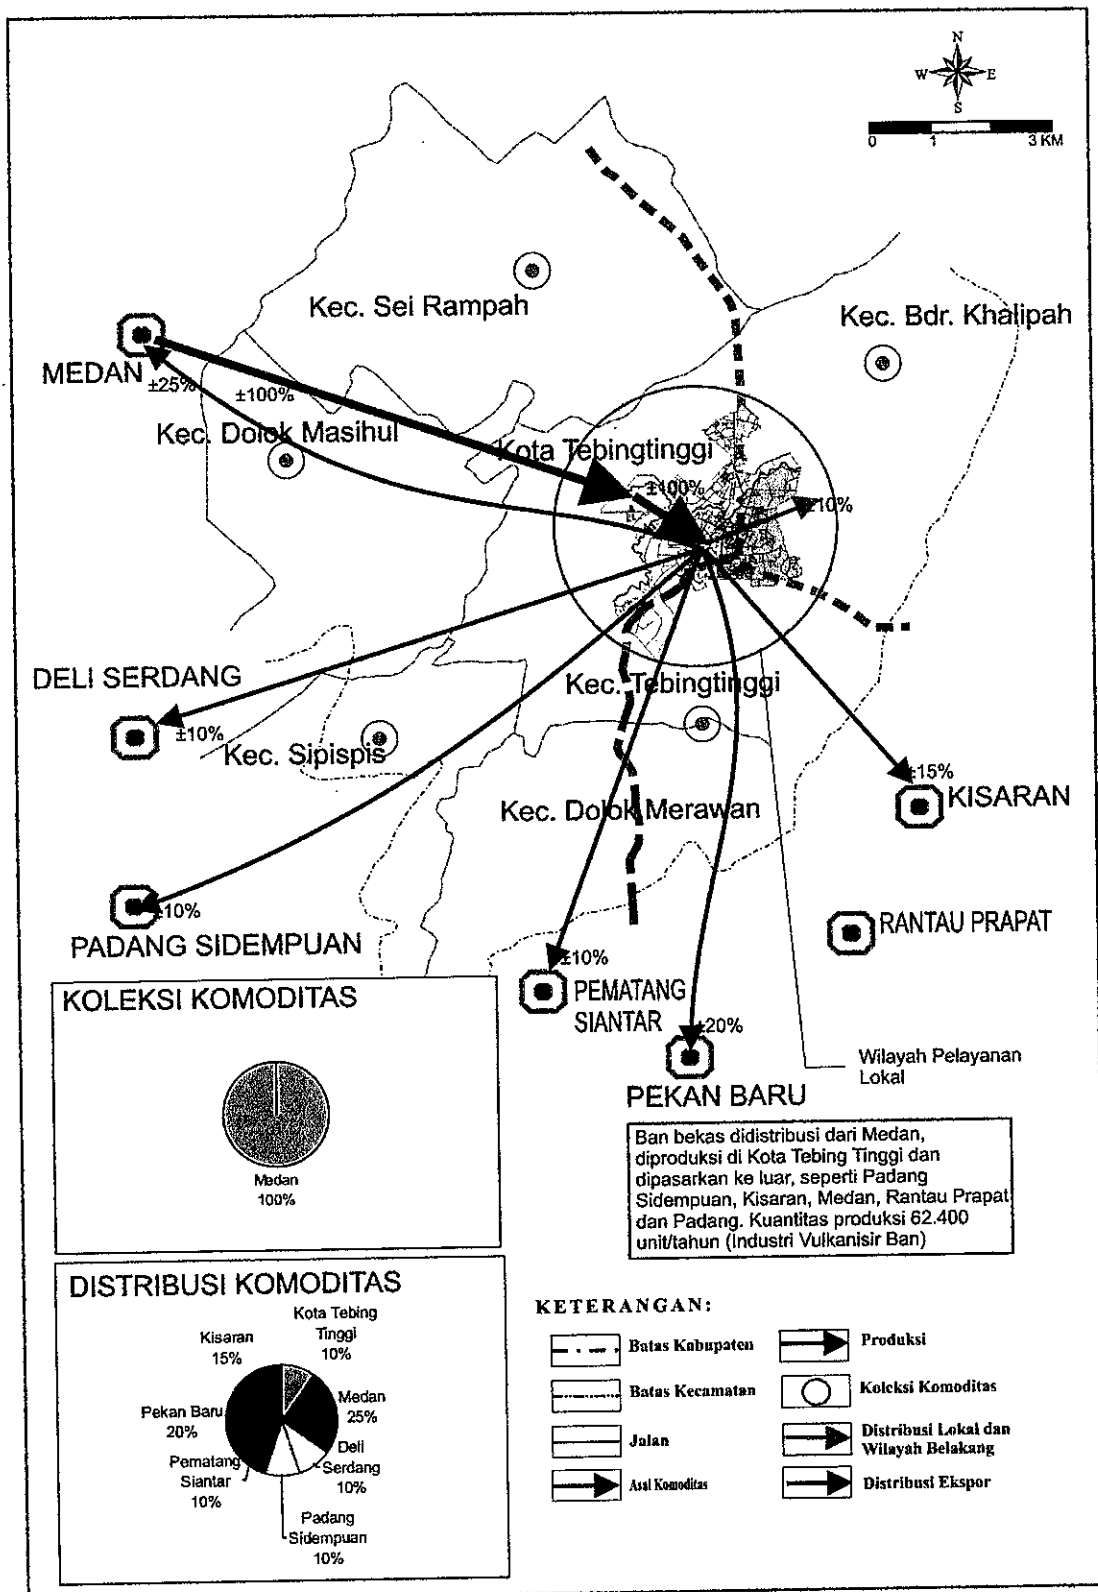 N
W E
S
0 1 3 KM
Kec. Sei Rampah
Kec. Bdr. Khalipah
MEDAN
±25%
±100%
Kec. Dolok Masihul
Kota Tebingtinggi
±100%
±10%
DELI SERDANG
±10%
Kec. Tebingtinggi
Kec. Sipispis
Kec. Dolok Merawan
±15%
KISARAN
±10%
PADANG SIDEMPUAN
RANTAU PRAPAT
±10%
PEMATANG
SIANTAR
±20%
PEKAN BARU
Wilayah Pelayanan
Lokal
KOLEKSI KOMODITAS
Medan
100%
Ban bekas didistribusi dari Medan,
diproduksi di Kota Tebing Tinggi dan
dipasarkan ke luar, seperti Padang
Sidempuan, Kisaran, Medan, Rantau Prapat
dan Padang. Kuantitas produksi 62.400
unit/tahun (Industri Vulkanisir Ban)
DISTRIBUSI KOMODITAS
Kota Tebing
Tinggi
10%
Kisaran
15%
Medan
25%
Pekan Baru
20%
Deli
Serdang
10%
Pematang
Siantar
10%
Padang
Sidempuan
10%
KETERANGAN:
Batas Kabupaten
Batas Kecamatan
Jalan
Asal Komoditas
Produksi
Koleksi Komoditas
Distribusi Lokal dan
Wilayah Belakang
Distribusi Ekspor